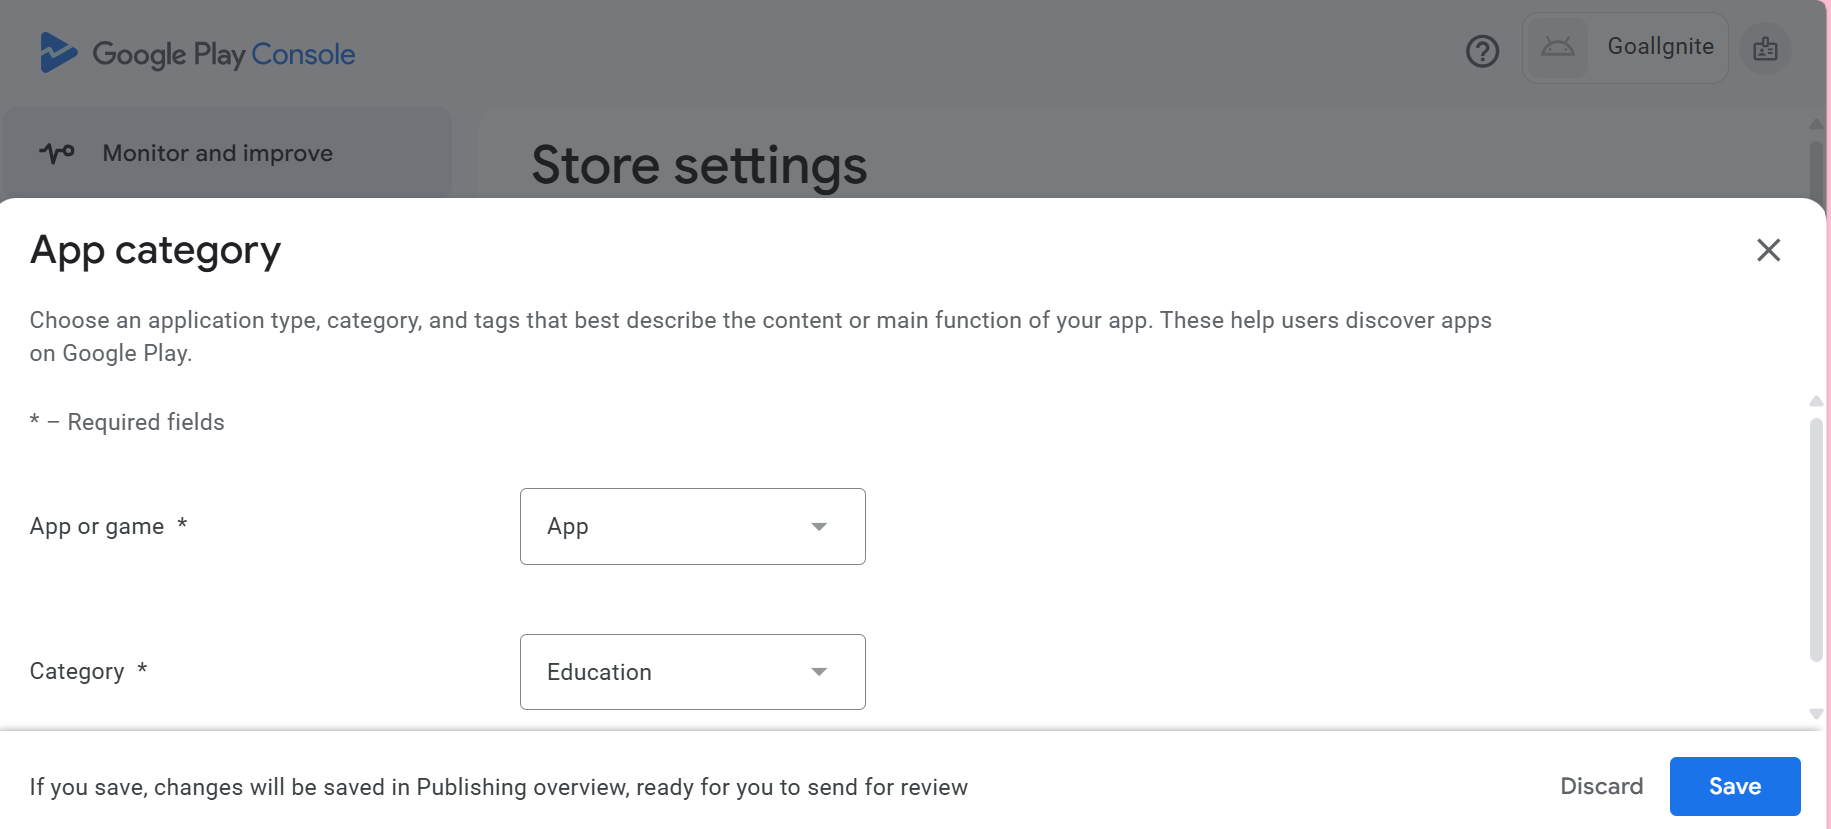 Google Play Console
GoalIgnite
Monitor and improve
Store settings
App category
Choose an application type, category, and tags that best describe the content or main function of your app. These help users discover apps
on Google Play.
* – Required fields
App or game *
App
Category *
Education
If you save, changes will be saved in Publishing overview, ready for you to send for review
Discard
Save